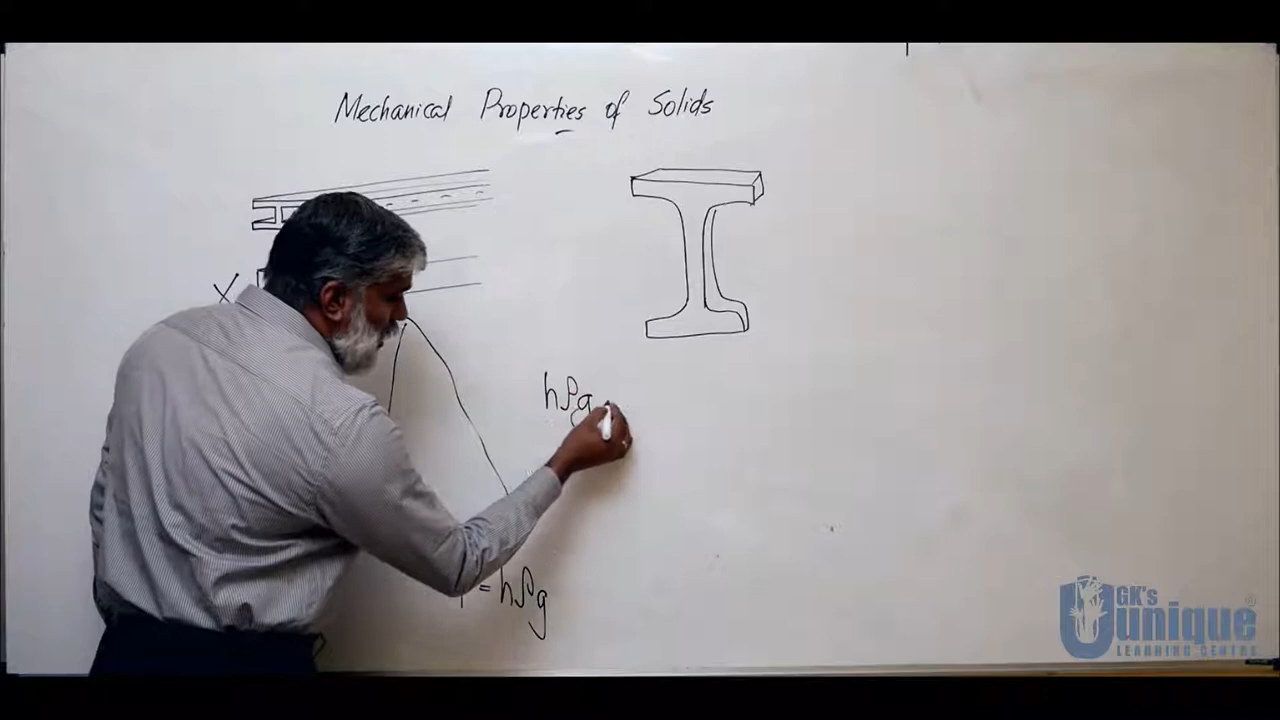 Mechanical Properties of Solids
X
hρg
= hρg
GK's
Unique
LEARNING CENTRE